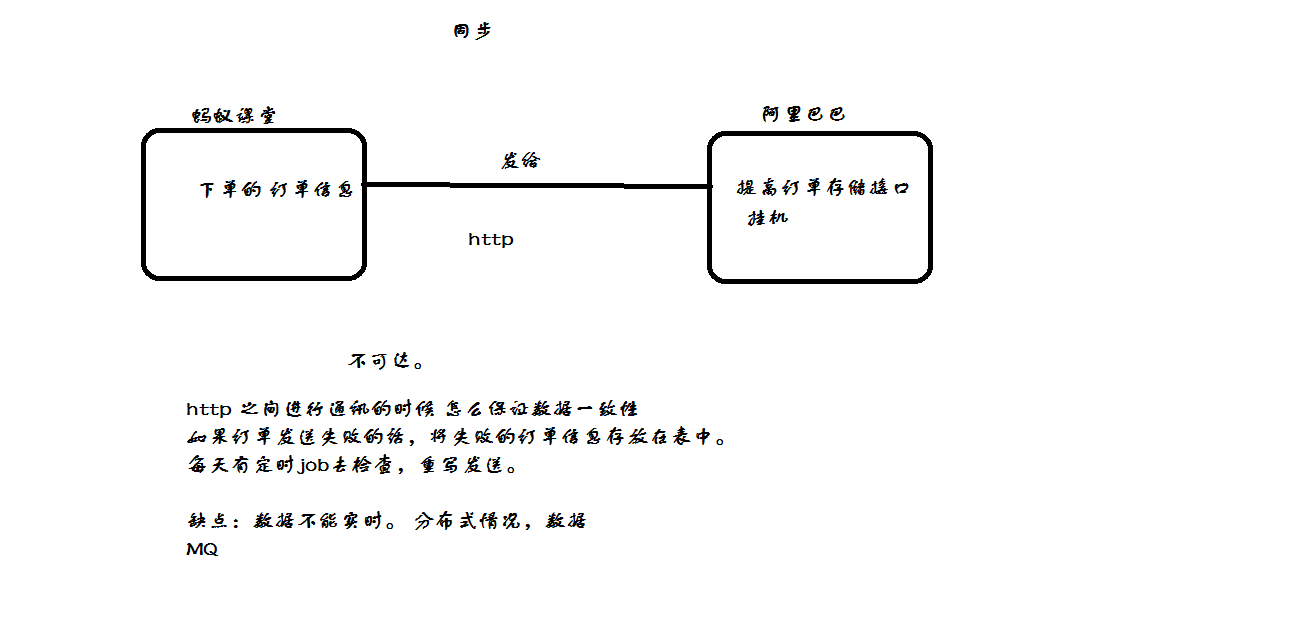 同步
蚂蚁课堂
阿里巴巴
发给
下单的 订单信息
提高订单存储接口
挂机
http
不可达。
http 之间进行通讯的时候 怎么保证数据一致性
如果订单发送失败的话，将失败的订单信息存放在表中。
每天有定时job去检查，重写发送。
缺点：数据不能实时。 分布式情况，数据
MQ